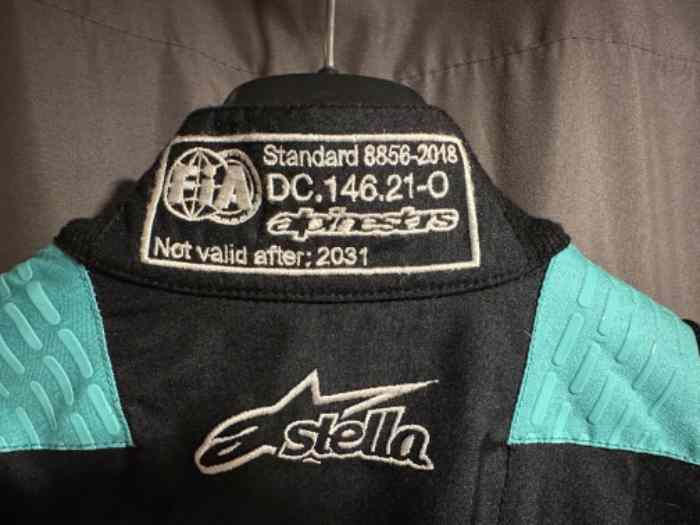 FIA
Standard 8856-2018
DC.146.21-O
alpinestars
Not valid after: 2031
stella